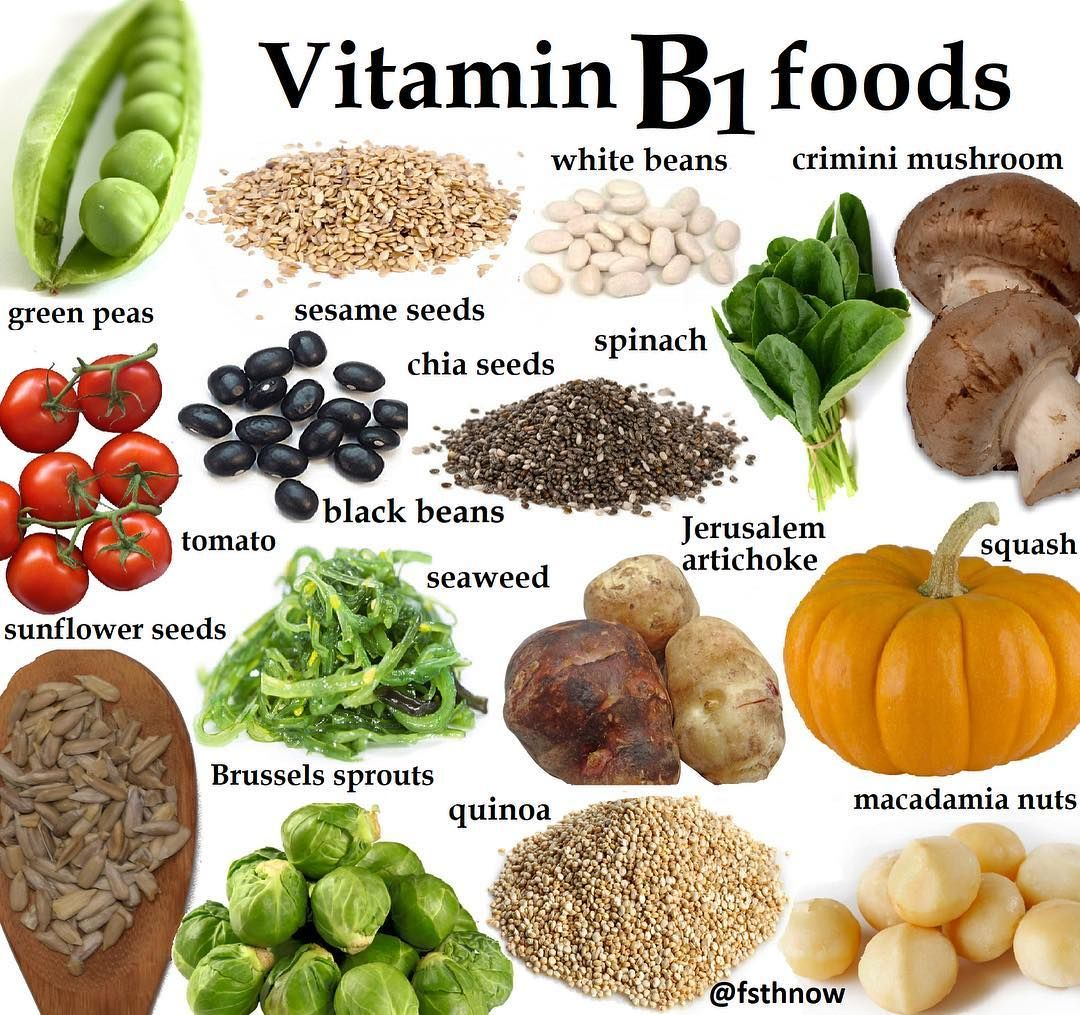 Vitamin B1 foods
white beans
crimini mushroom
green peas
sesame seeds
spinach
chia seeds
black beans
tomato
Jerusalem
artichoke
squash
seaweed
sunflower seeds
Brussels sprouts
quinoa
macadamia nuts
@fsthnow